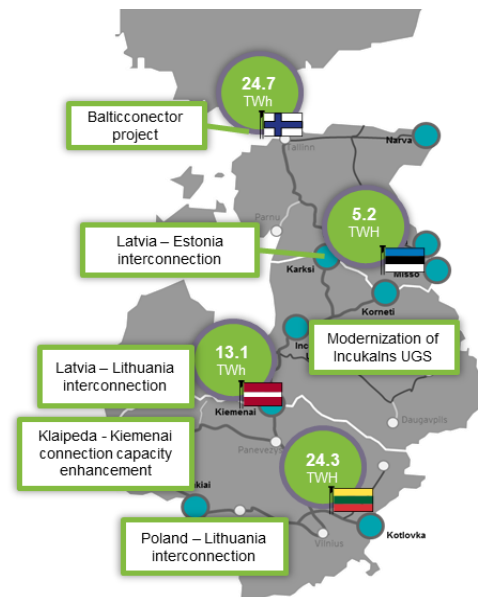 24.7
TWh
Balticconector
project
Tallinn
Narva
Parnu
5.2
TWH
Latvia – Estonia
interconnection
Karksi
Misso
Korneti
Modernization of
Incukalns UGS
13.1
TWh
Latvia – Lithuania
interconnection
Kiemenai
Daugavpils
Klaipeda - Kiemenai
connection capacity
enhancement
Panevezys
24.3
TWH
Poland – Lithuania
interconnection
Vilnius
Kotlovka